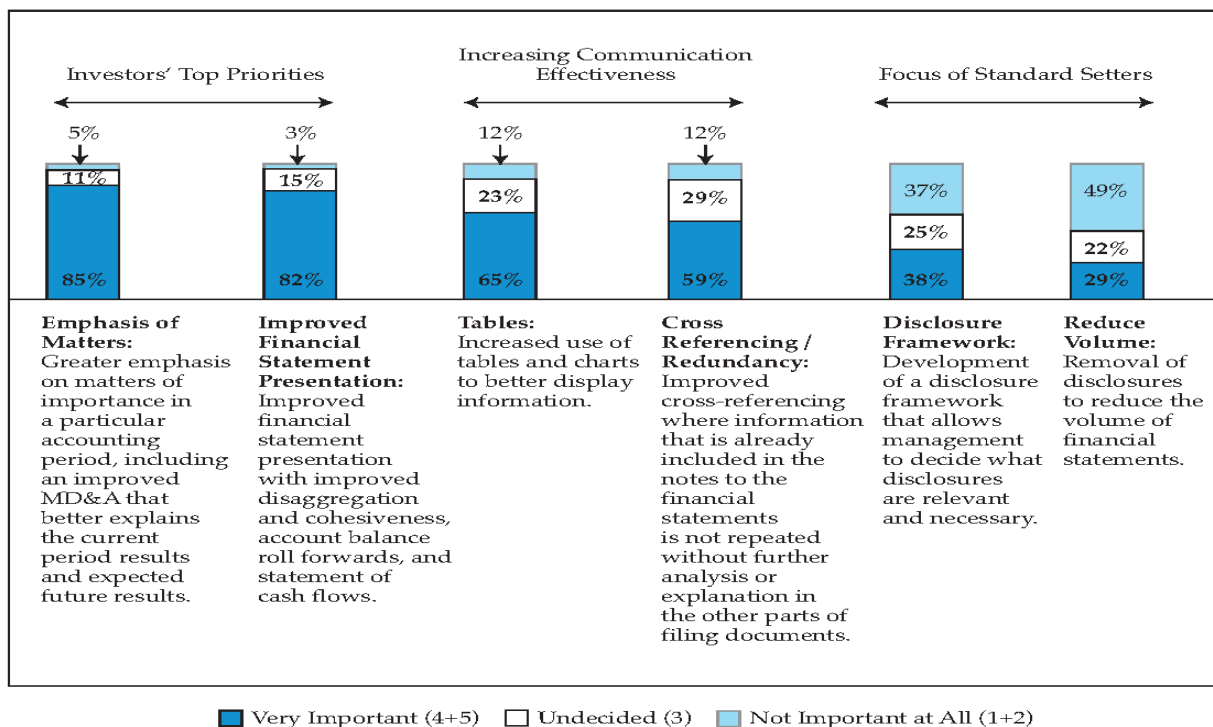 Investors' Top Priorities
Increasing Communication
Effectiveness
Focus of Standard Setters
5%
3%
12%
12%
11%
15%
23%
29%
37%
49%
25%
22%
85%
82%
65%
59%
38%
29%
Emphasis of
Matters:
Greater emphasis
on matters of
importance in
a particular
accounting
period, including
an improved
MD&A that
better explains
the current
period results
and expected
future results.
Improved
Financial
Statement
Presentation:
Improved
financial
statement
presentation
with improved
disaggregation
and cohesiveness,
account balance
roll forwards, and
statement of
cash flows.
Tables:
Increased use of
tables and charts
to better display
information.
Cross
Referencing /
Redundancy:
Improved
cross-referencing
where information
that is already
included in the
notes to the
financial
statements
is not repeated
without further
analysis or
explanation in
the other parts of
filing documents.
Disclosure
Framework:
Development
of a disclosure
framework
that allows
management
to decide what
disclosures
are relevant
and necessary.
Reduce
Volume:
Removal of
disclosures
to reduce the
volume of
financial
statements.
Very Important (4+5)
Undecided (3)
Not Important at All (1+2)